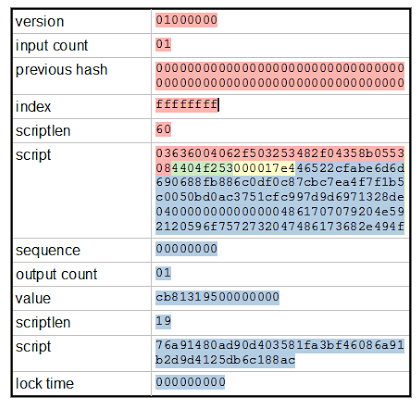 version 01000000
input count 01
previous hash 00000000000000000000000000000000
00000000000000000000000000000000
index ffffffff
scriptlen 60
script 03636004062f503253482f04358b0553
084404f253000017e446522cfabe6d6d
690688fb886c0df0c87cbc7ea4f7f1b5
c0050bd0ac3751cfc997d9d6971328de
04000000000000004861707079204e59
2120596f7572732047486173682e494f
sequence 00000000
output count 01
value cb81319500000000
scriptlen 19
script 76a91480ad90d403581fa3bf46086a91
b2d9d4125db6c188ac
lock time 000000000